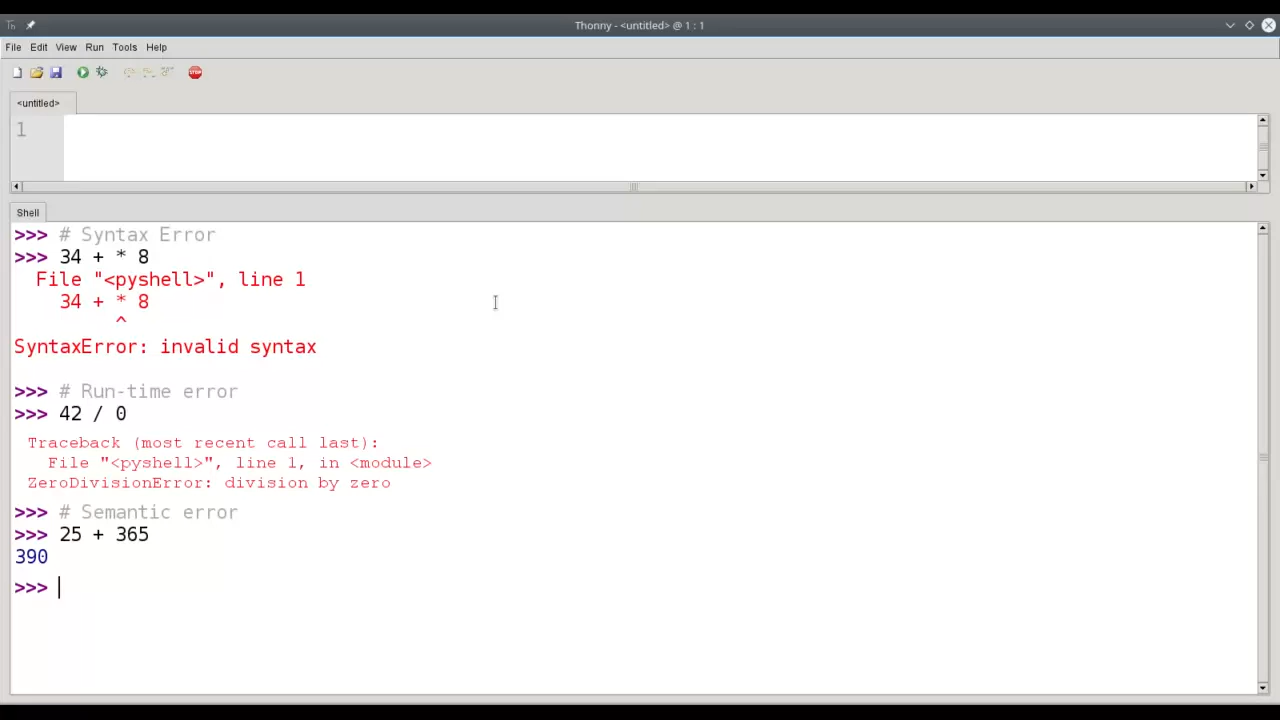 Thonny - <untitled> @ 1 : 1
File Edit View Run Tools Help
STOP
<untitled>
1
Shell
>>> # Syntax Error
>>> 34 + * 8
  File "<pyshell>", line 1
    34 + * 8
         ^
SyntaxError: invalid syntax
>>> # Run-time error
>>> 42 / 0
Traceback (most recent call last):
  File "<pyshell>", line 1, in <module>
ZeroDivisionError: division by zero
>>> # Semantic error
>>> 25 + 365
390
>>>